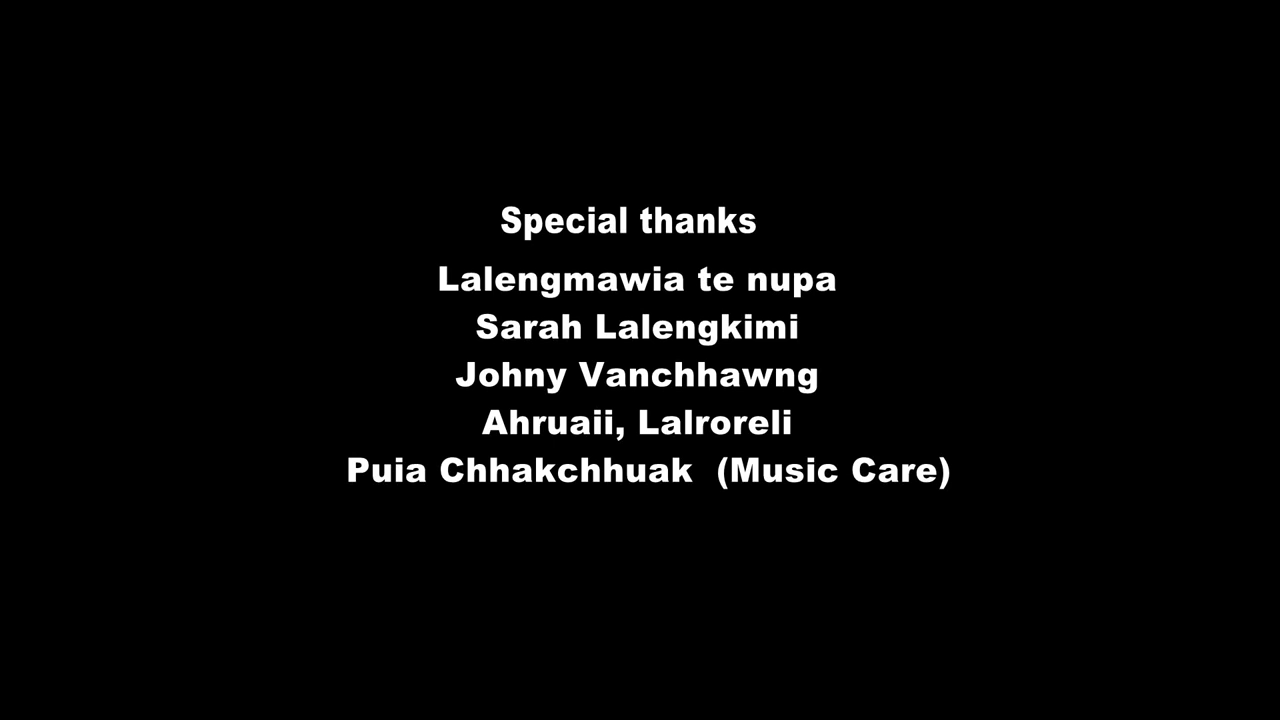 Special thanks
Lalengmawia te nupa
Sarah Lalengkimi
Johny Vanchhawng
Ahruaii, Lalroreli
Puia Chhakchhuak  (Music Care)